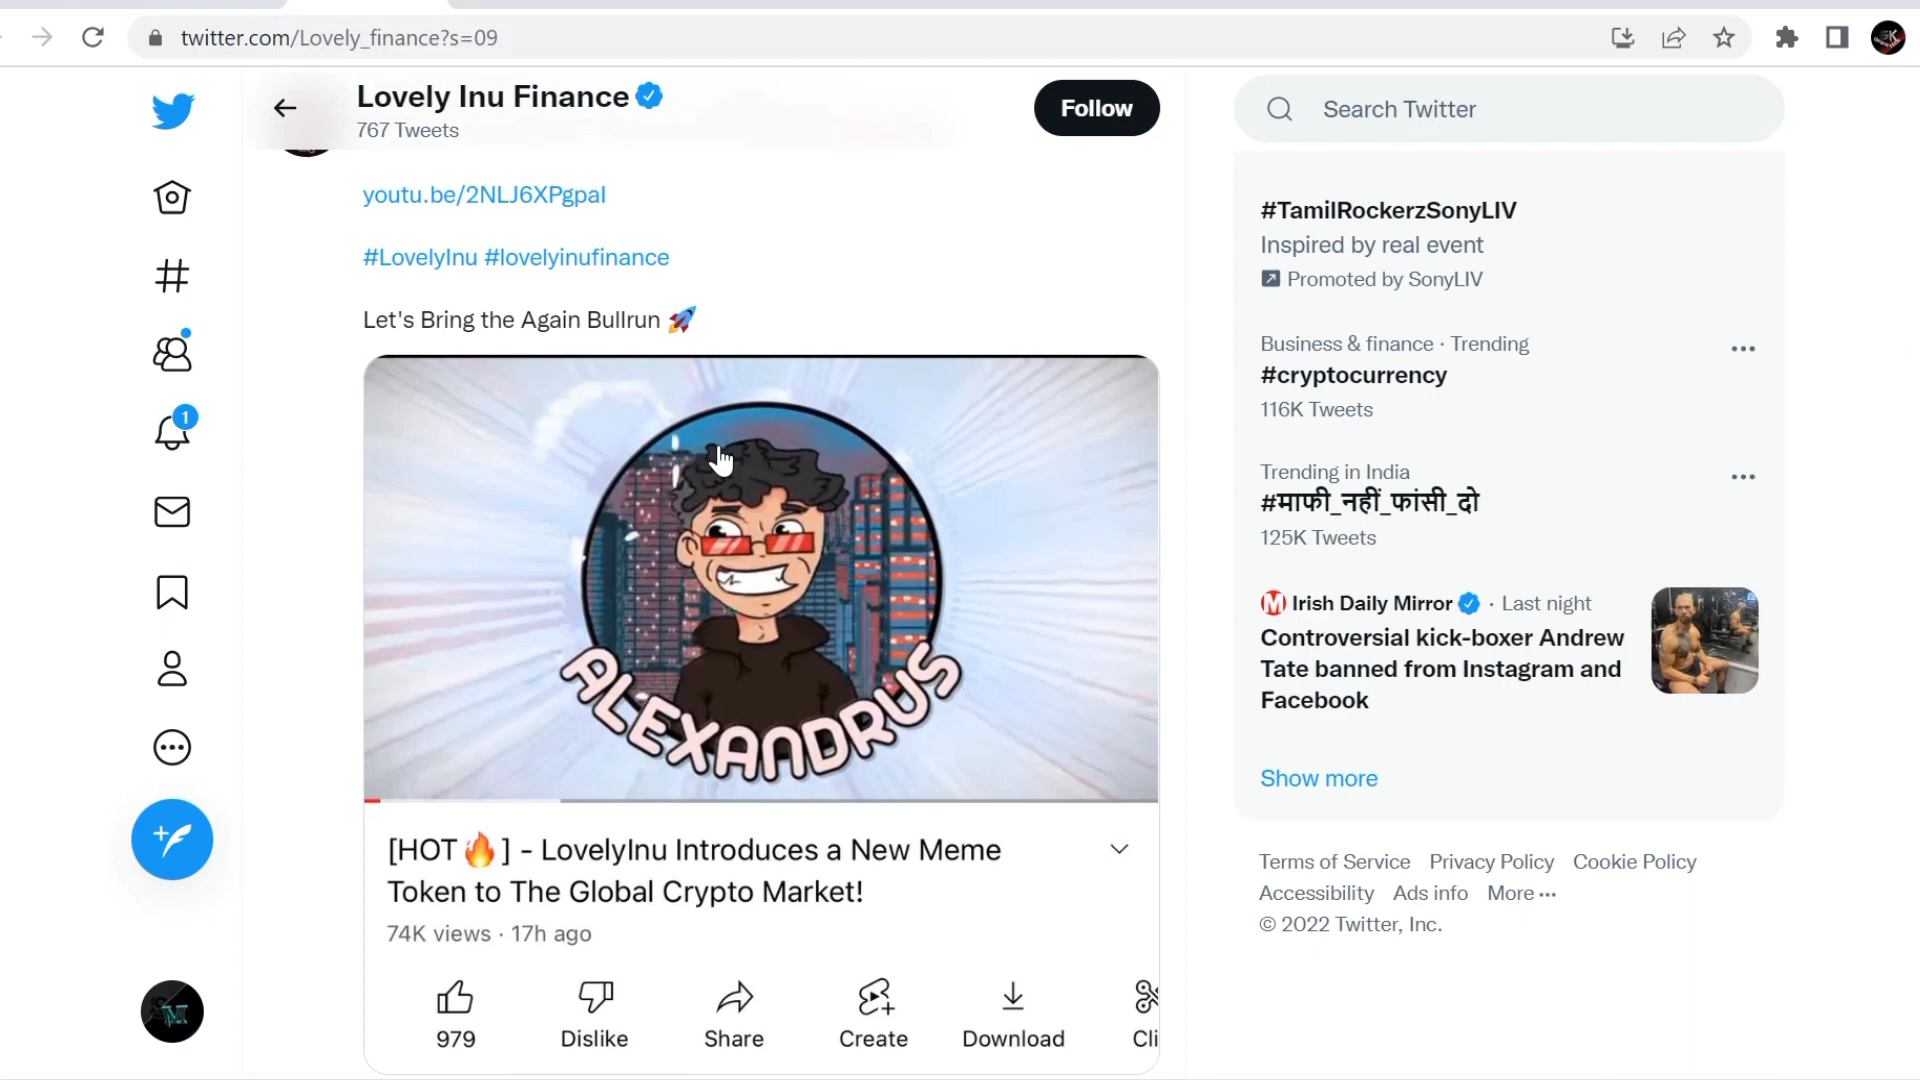 twitter.com/Lovely_finance?s=09
Lovely Inu Finance
767 Tweets
Follow
Search Twitter
youtu.be/2NLJ6XPgpaI
#LovelyInu #lovelyinufinance
Let's Bring the Again Bullrun 🚀
ALEXANDRUS
[HOT🔥] - LovelyInu Introduces a New Meme
Token to The Global Crypto Market!
74K views · 17h ago
979
Dislike
Share
Create
Download
Cli
1
#TamilRockerzSonyLIV
Inspired by real event
Promoted by SonyLIV
Business & finance · Trending
#cryptocurrency
116K Tweets
Trending in India
#माफी_नहीं_फांसी_दो
125K Tweets
Irish Daily Mirror · Last night
Controversial kick-boxer Andrew
Tate banned from Instagram and
Facebook
Show more
Terms of Service Privacy Policy Cookie Policy
Accessibility Ads info More ···
© 2022 Twitter, Inc.